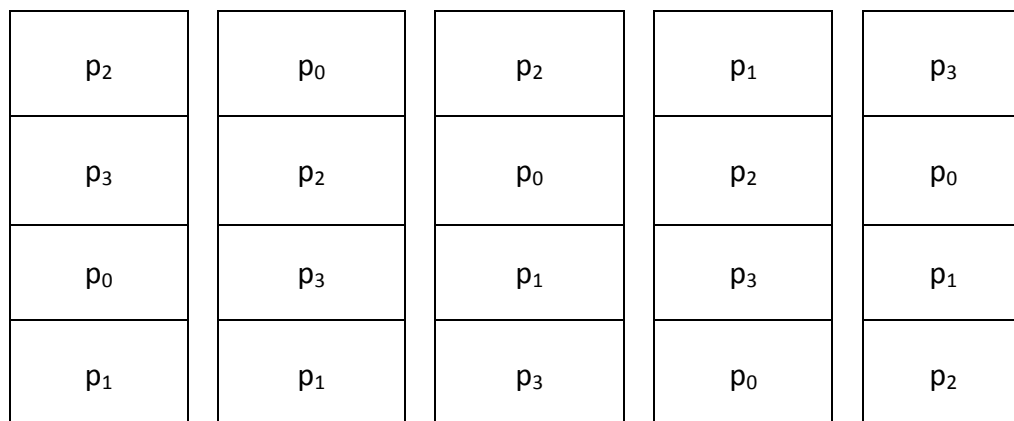 p₂ p₀ p₂ p₁ p₃
p₃ p₂ p₀ p₂ p₀
p₀ p₃ p₁ p₃ p₁
p₁ p₁ p₃ p₀ p₂